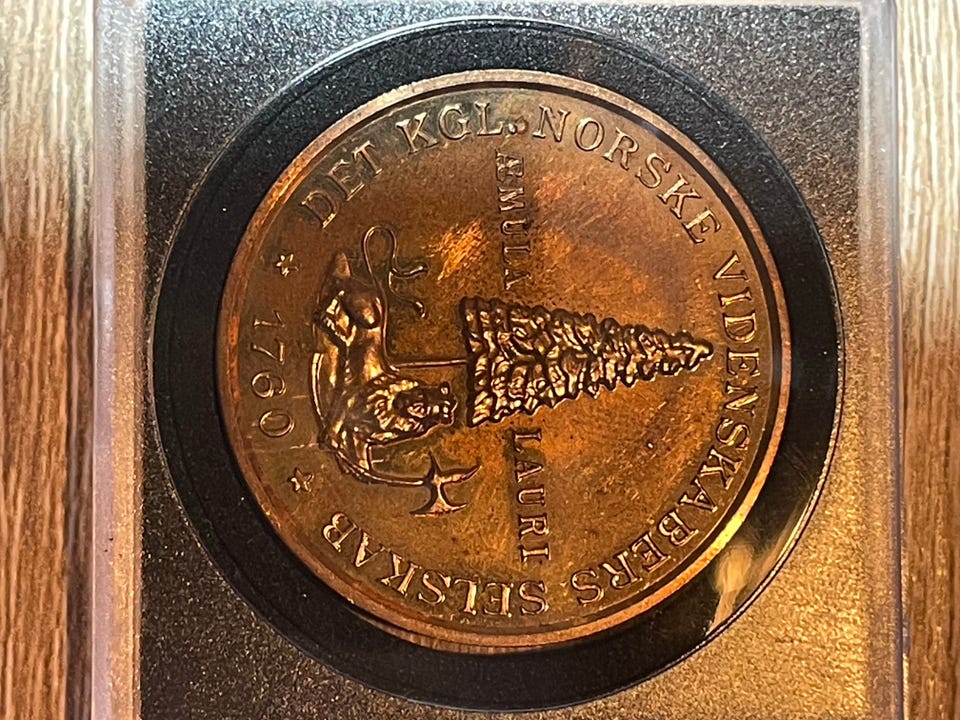 DET KGL. NORSKE VIDENSKABERS SELSKAB
ÆMULA LAURI
* 1760 *